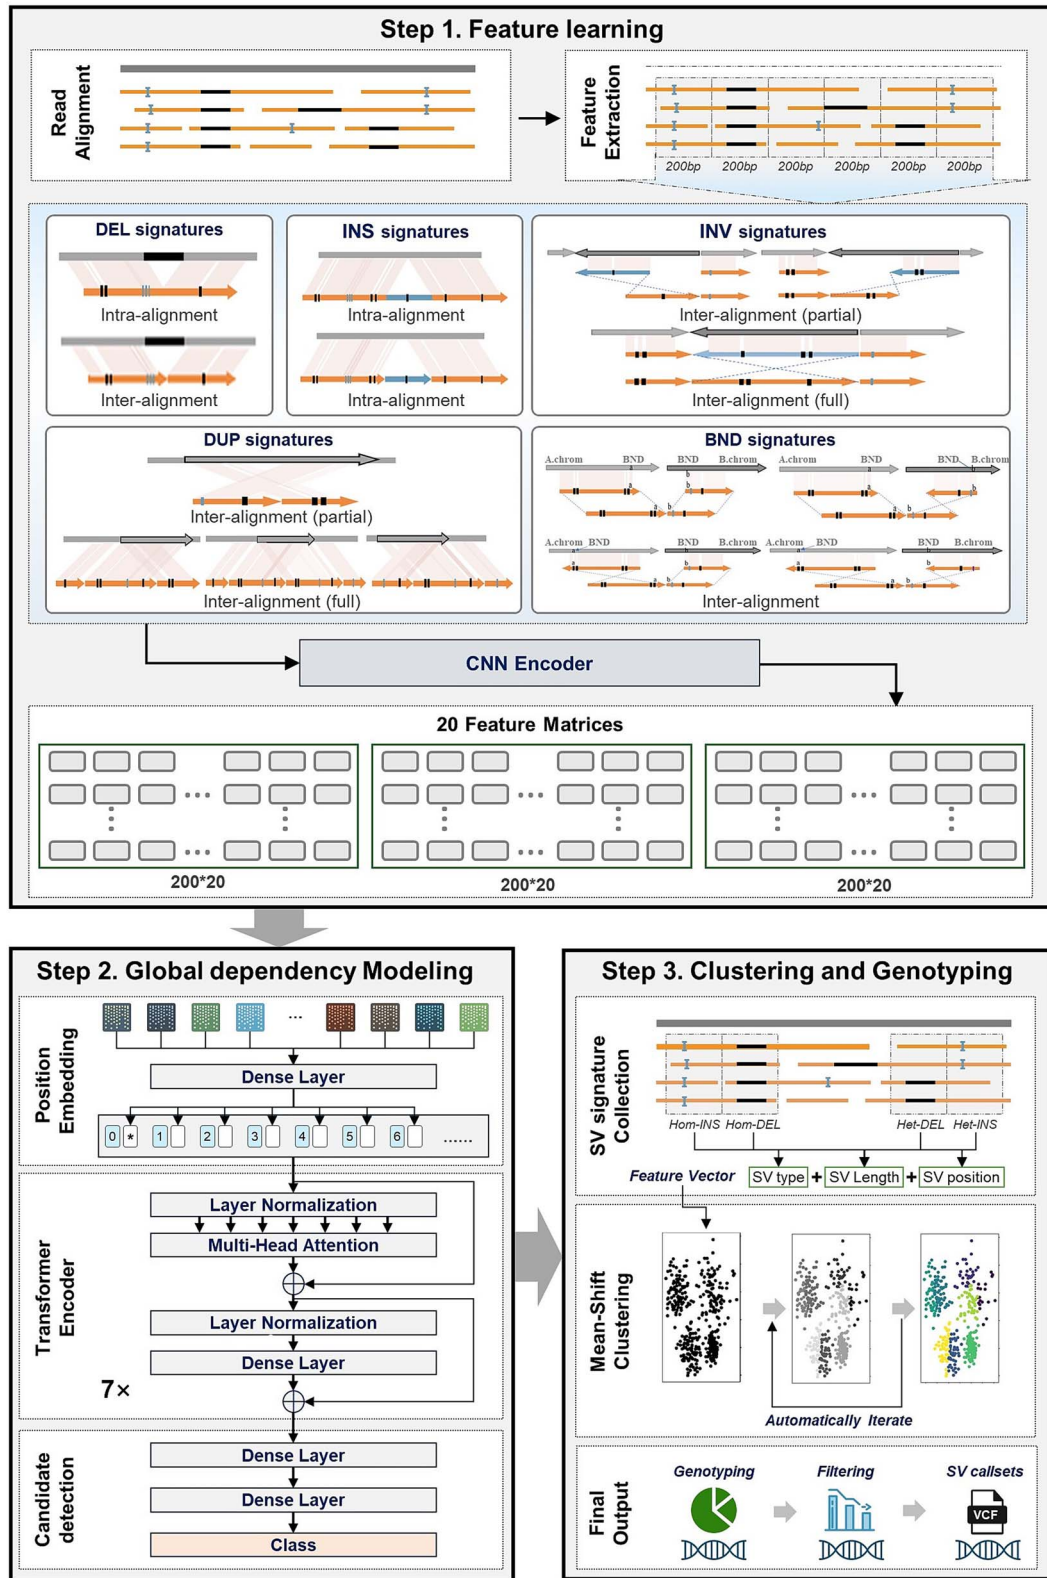 Step 1. Feature learning
Read Alignment
Feature Extraction
200bp 200bp 200bp 200bp 200bp 200bp
DEL signatures
Intra-alignment
Inter-alignment
INS signatures
Intra-alignment
Intra-alignment
INV signatures
Inter-alignment (partial)
Inter-alignment (full)
DUP signatures
Inter-alignment (partial)
Inter-alignment (full)
BND signatures
A.chrom BND B.chrom
a
b
a b
A.chrom BND B.chrom
a b
b
a b
A.chrom BND B.chrom
a b
b
a b
A.chrom BND B.chrom
a b
b
a b
Inter-alignment
CNN Encoder
20 Feature Matrices
200*20 200*20 200*20
Step 2. Global dependency Modeling
Position Embedding
...
Dense Layer
0 * 1 2 3 4 5 6 ......
Transformer Encoder
Layer Normalization
Multi-Head Attention
Layer Normalization
Dense Layer
7×
Candidate detection
Dense Layer
Dense Layer
Class
Step 3. Clustering and Genotyping
SV signature Collection
Hom-INS Hom-DEL Het-DEL Het-INS
Feature Vector SV type + SV Length + SV position
Mean-Shift Clustering
Automatically Iterate
Final Output
Genotyping Filtering SV callsets
VCF